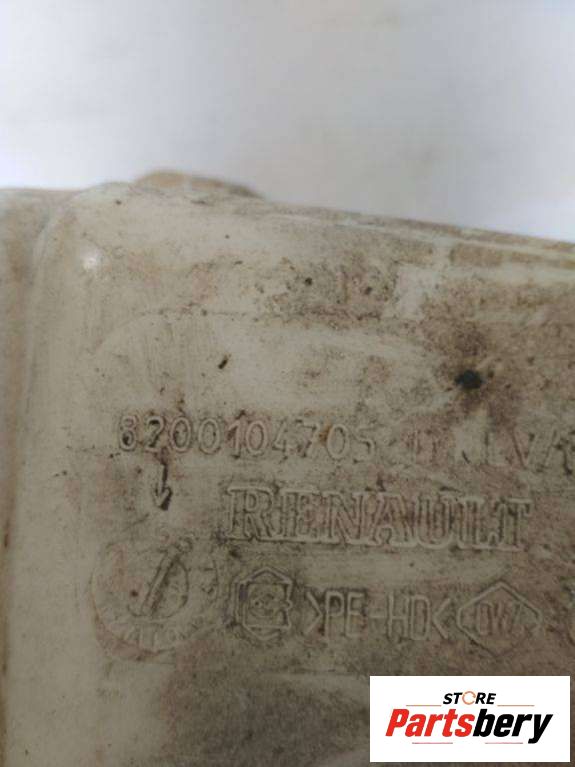 8200104705
RENAULT
>PE-HD<
STORE
Partsbery